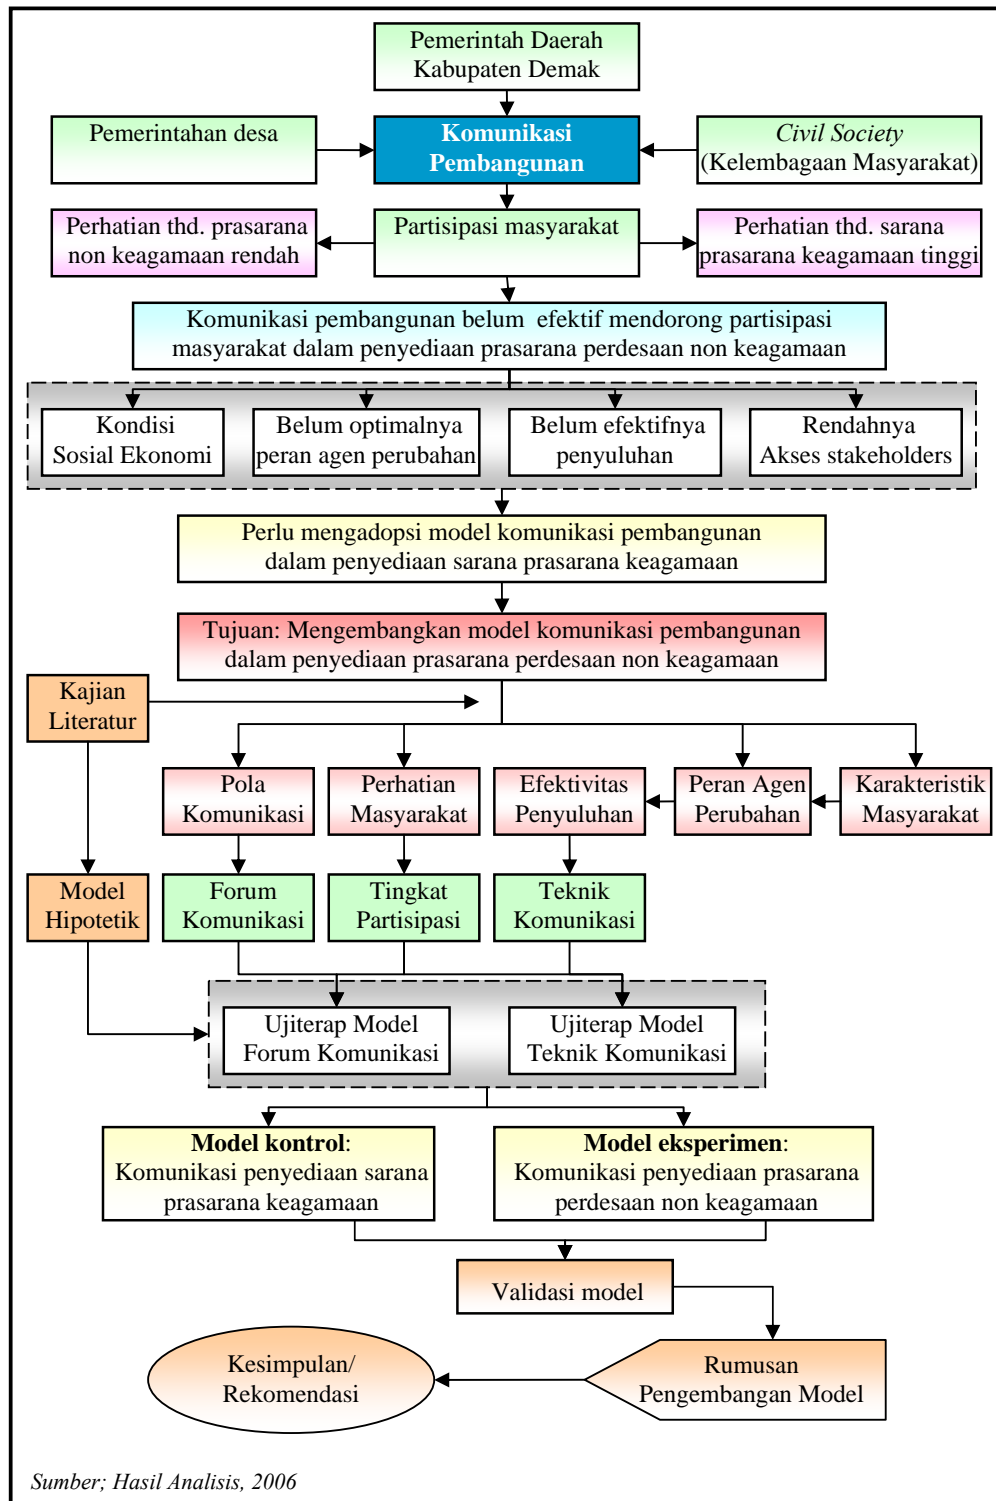 Pemerintah Daerah
Kabupaten Demak
Pemerintahan desa
Komunikasi
Pembangunan
Civil Society
(Kelembagaan Masyarakat)
Perhatian thd. prasarana
non keagamaan rendah
Partisipasi masyarakat
Perhatian thd. sarana
prasarana keagamaan tinggi
Komunikasi pembangunan belum efektif mendorong partisipasi
masyarakat dalam penyediaan prasarana perdesaan non keagamaan
Kondisi
Sosial Ekonomi
Belum optimalnya
peran agen perubahan
Belum efektifnya
penyuluhan
Rendahnya
Akses stakeholders
Perlu mengadopsi model komunikasi pembangunan
dalam penyediaan sarana prasarana keagamaan
Tujuan: Mengembangkan model komunikasi pembangunan
dalam penyediaan prasarana perdesaan non keagamaan
Kajian
Literatur
Pola
Komunikasi
Perhatian
Masyarakat
Efektivitas
Penyuluhan
Peran Agen
Perubahan
Karakteristik
Masyarakat
Model
Hipotetik
Forum
Komunikasi
Tingkat
Partisipasi
Teknik
Komunikasi
Ujiterap Model
Forum Komunikasi
Ujiterap Model
Teknik Komunikasi
Model kontrol:
Komunikasi penyediaan sarana
prasarana keagamaan
Model eksperimen:
Komunikasi penyediaan prasarana
perdesaan non keagamaan
Validasi model
Kesimpulan/
Rekomendasi
Rumusan
Pengembangan Model
Sumber; Hasil Analisis, 2006